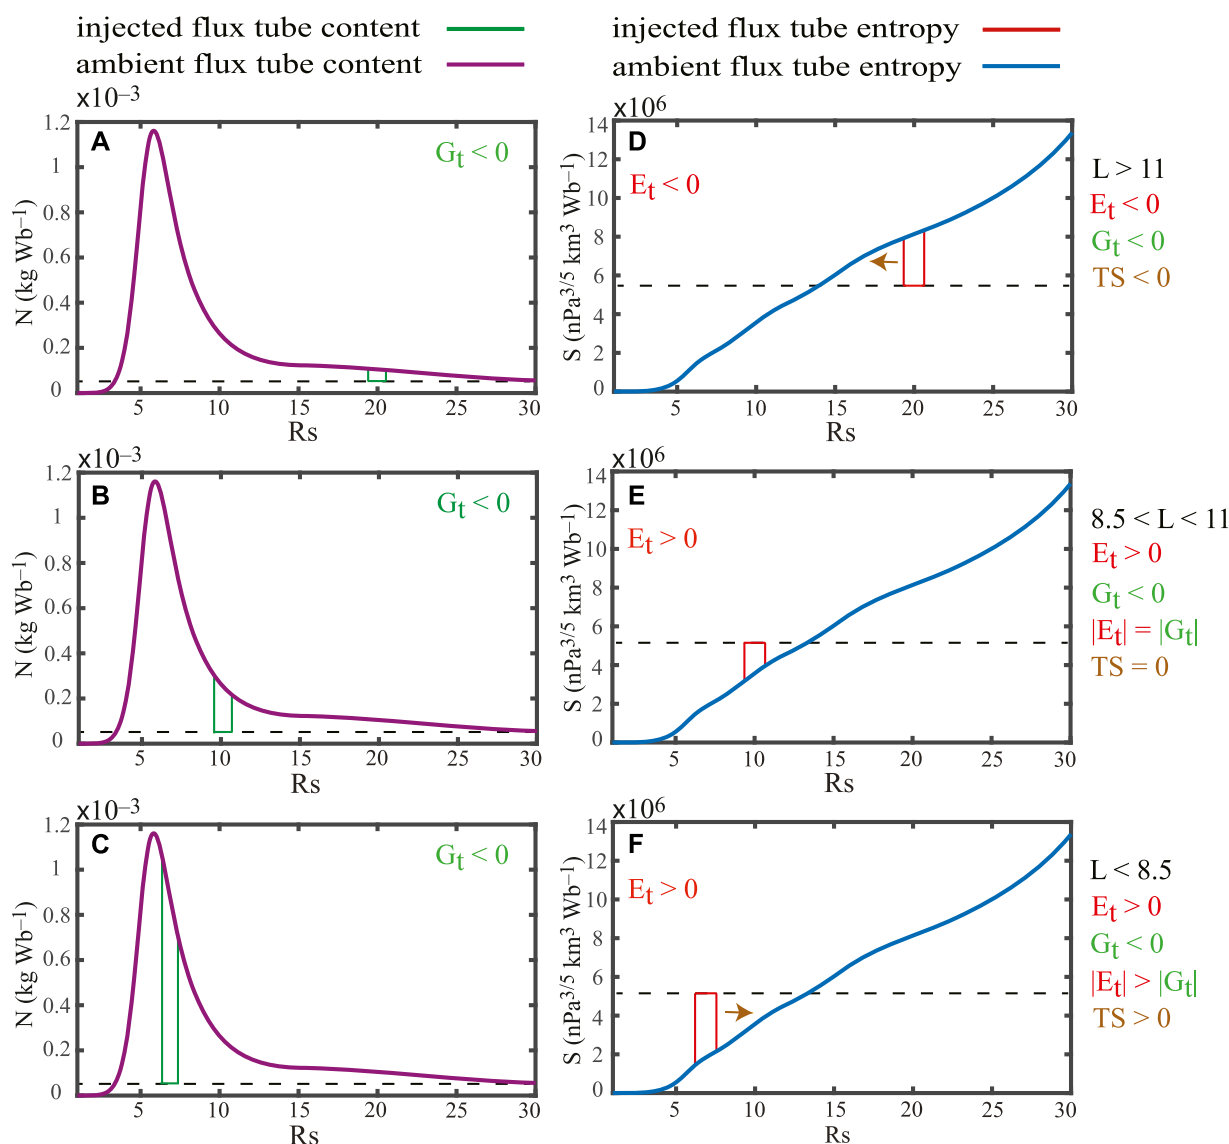 injected flux tube content
ambient flux tube content
injected flux tube entropy
ambient flux tube entropy
x10⁻³
A
Gₜ < 0
N (kg Wb⁻¹)
1.2
1
0.8
0.6
0.4
0.2
0
5 10 15 20 25 30
Rs
x10⁶
D
Eₜ < 0
S (nPa³ᐟ⁵ km³ Wb⁻¹)
14
12
10
8
6
4
2
0
5 10 15 20 25 30
Rs
L > 11
Eₜ < 0
Gₜ < 0
TS < 0
x10⁻³
B
Gₜ < 0
N (kg Wb⁻¹)
1.2
1
0.8
0.6
0.4
0.2
0
5 10 15 20 25 30
Rs
x10⁶
E
Eₜ > 0
S (nPa³ᐟ⁵ km³ Wb⁻¹)
14
12
10
8
6
4
2
0
5 10 15 20 25 30
Rs
8.5 < L < 11
Eₜ > 0
Gₜ < 0
|Eₜ| = |Gₜ|
TS = 0
x10⁻³
C
Gₜ < 0
N (kg Wb⁻¹)
1.2
1
0.8
0.6
0.4
0.2
0
5 10 15 20 25 30
Rs
x10⁶
F
Eₜ > 0
S (nPa³ᐟ⁵ km³ Wb⁻¹)
14
12
10
8
6
4
2
0
5 10 15 20 25 30
Rs
L < 8.5
Eₜ > 0
Gₜ < 0
|Eₜ| > |Gₜ|
TS > 0